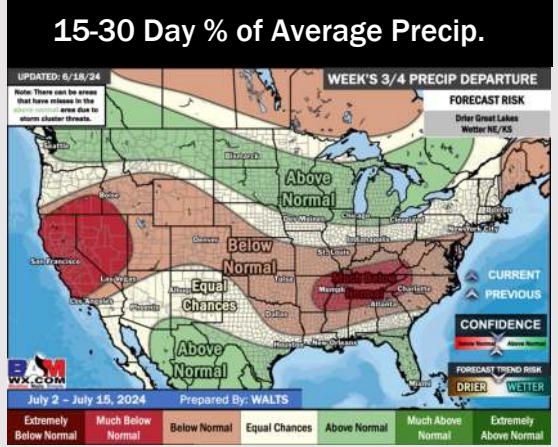 15-30 Day % of Average Precip.
UPDATED: 6/18/24
WEEK'S 3/4 PRECIP DEPARTURE
Note: There can be areas
that have misses in the
above normal area due to
storm cluster threats.
FORECAST RISK
Drier Great Lakes
Wetter NE/KS
Seattle
Bismarck
Above
Normal
Boise
Des Moines
Chicago
Cleveland
Boston
New York City
Indianapolis
Denver
Below
Normal
St. Louis
San Francisco
Las Vegas
Tulsa
Much Below
Normal
Memphis
Charlotte
Atlanta
CURRENT
PREVIOUS
Los Angeles
Phoenix
Equal
Chances
Dallas
Houston
New Orleans
Above
Normal
Miami
CONFIDENCE
Below Normal
Above Normal
FORECAST TREND RISK
DRIER
WETTER
BAM
WX.COM
July 2 – July 15, 2024
Prepared By: WALTS
Extremely
Below Normal
Much Below
Normal
Below Normal
Equal Chances
Above Normal
Much Above
Normal
Extremely
Above Normal